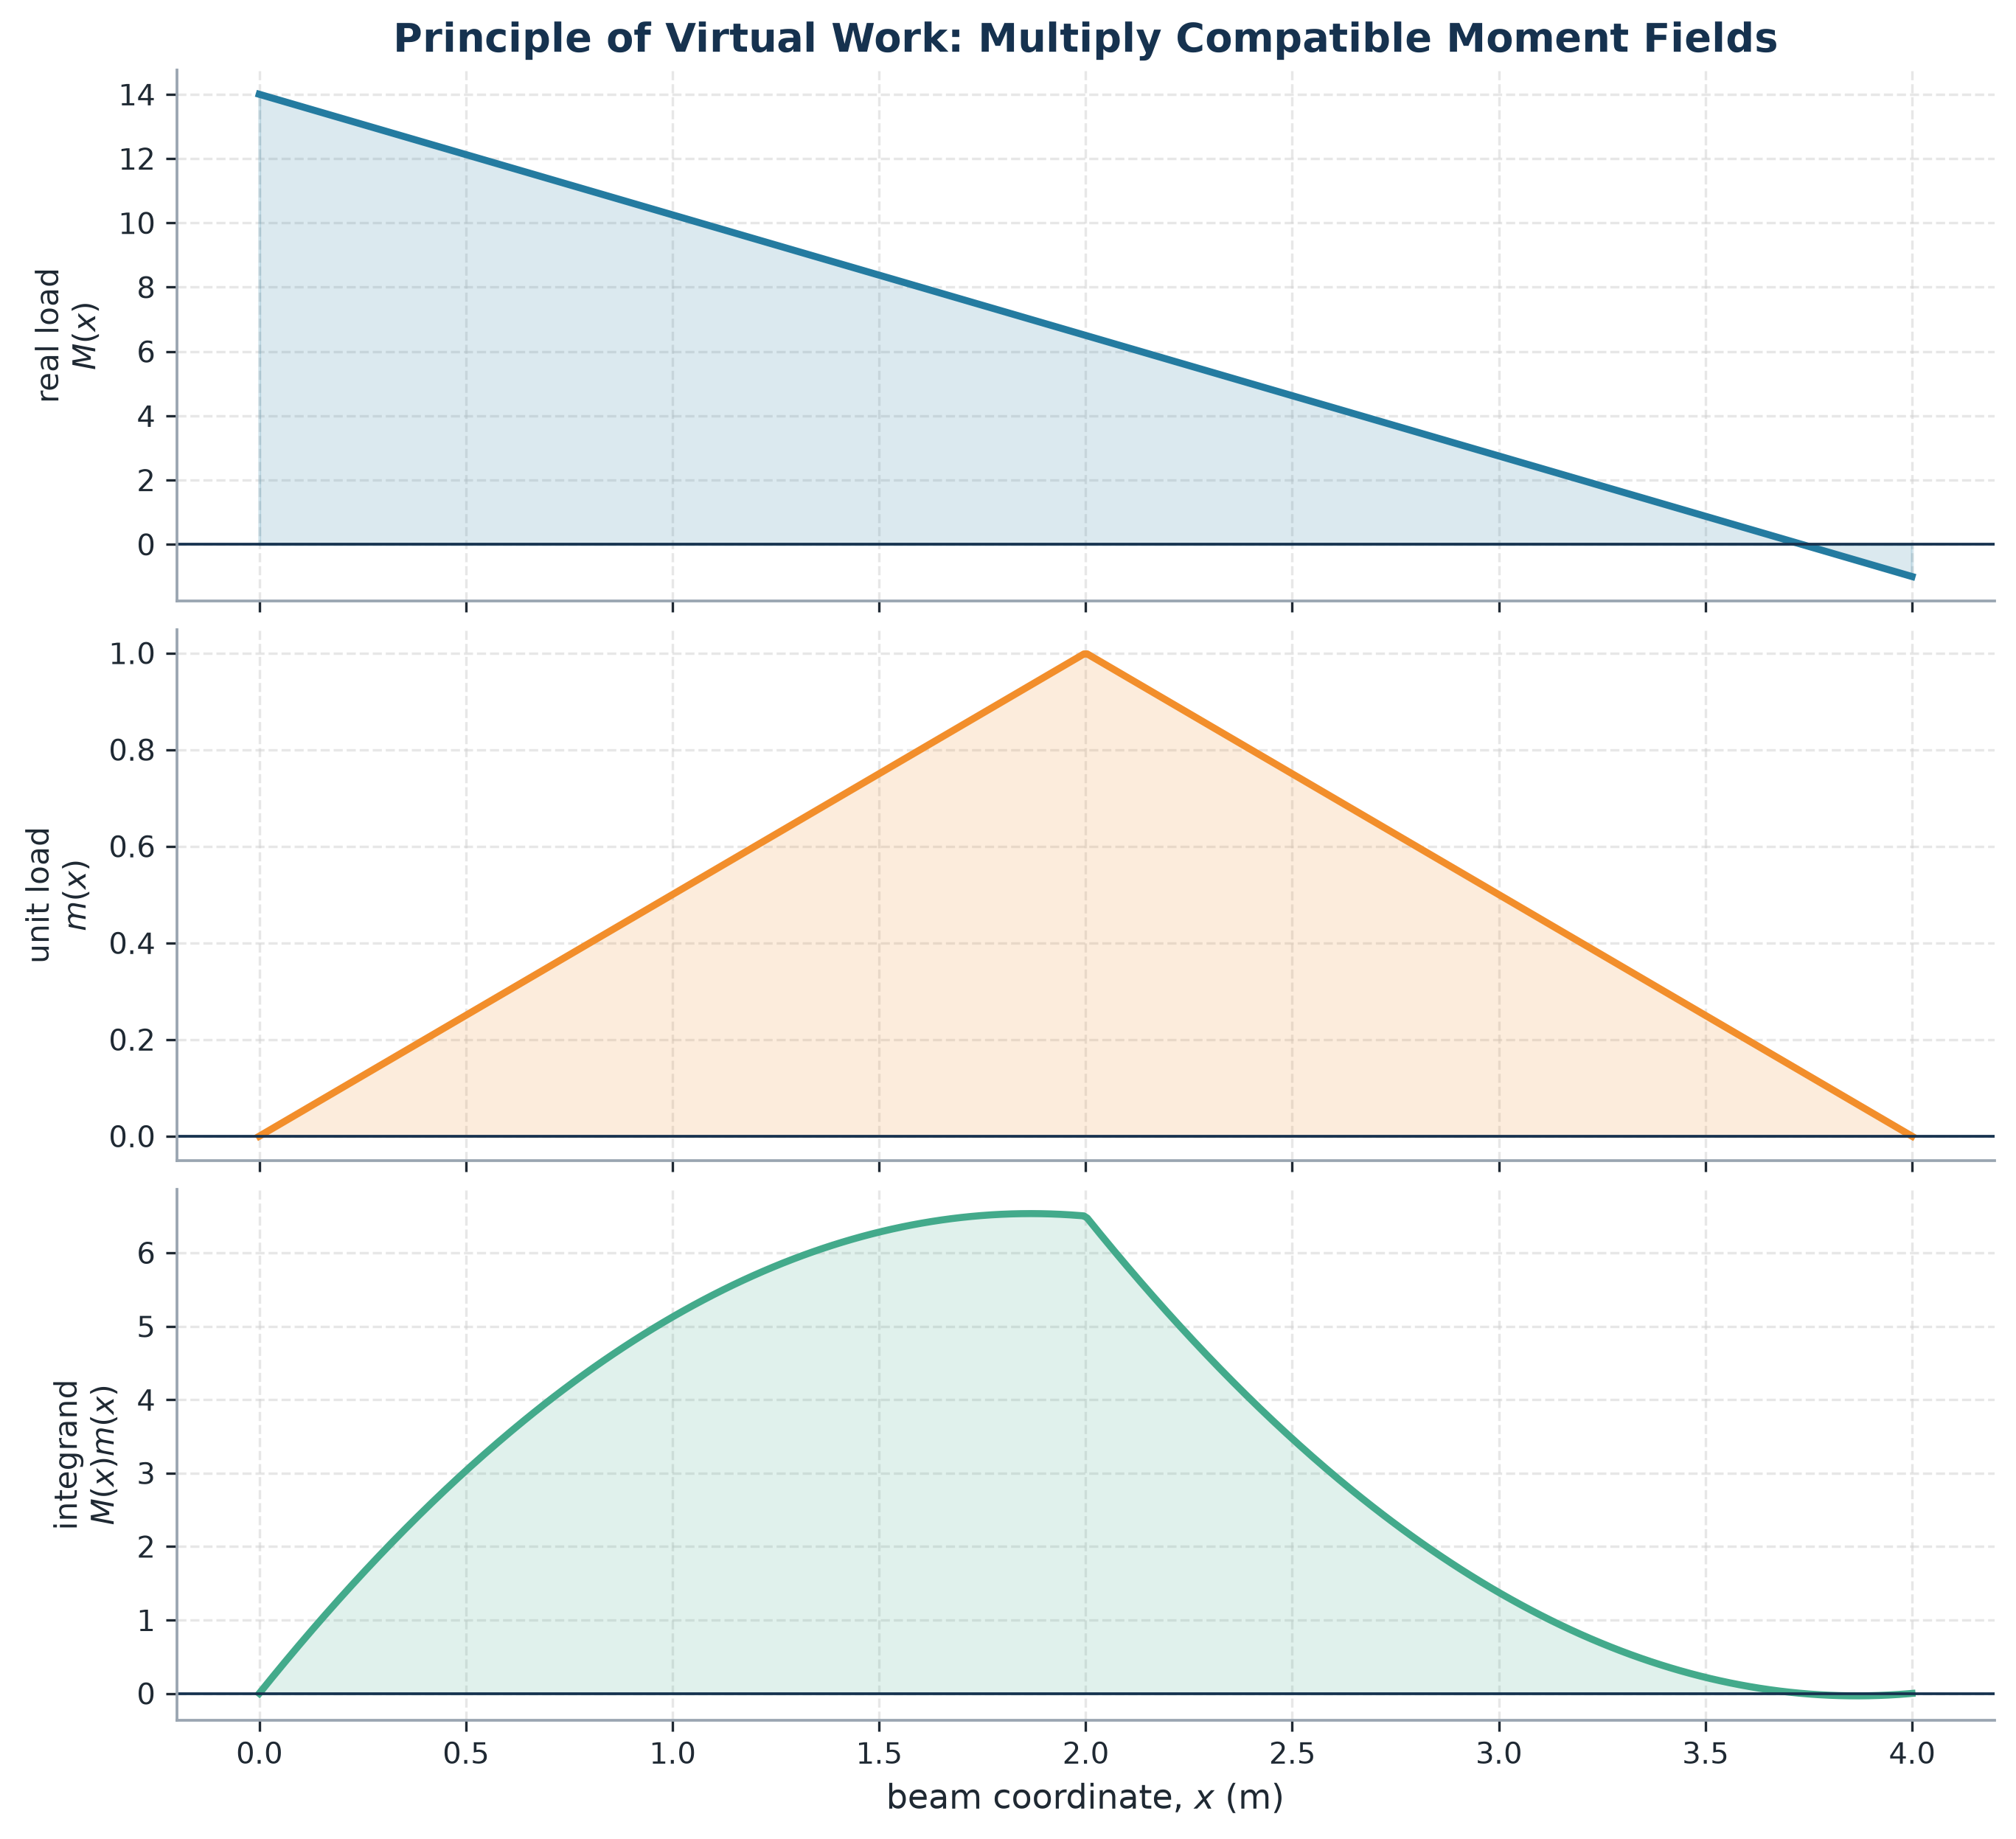 Principle of Virtual Work: Multiply Compatible Moment Fields
14
12
10
8
6
4
2
0
real load
M(x)
1.0
0.8
0.6
0.4
0.2
0.0
unit load
m(x)
6
5
4
3
2
1
0
integrand
M(x)m(x)
0.0 0.5 1.0 1.5 2.0 2.5 3.0 3.5 4.0
beam coordinate, x (m)